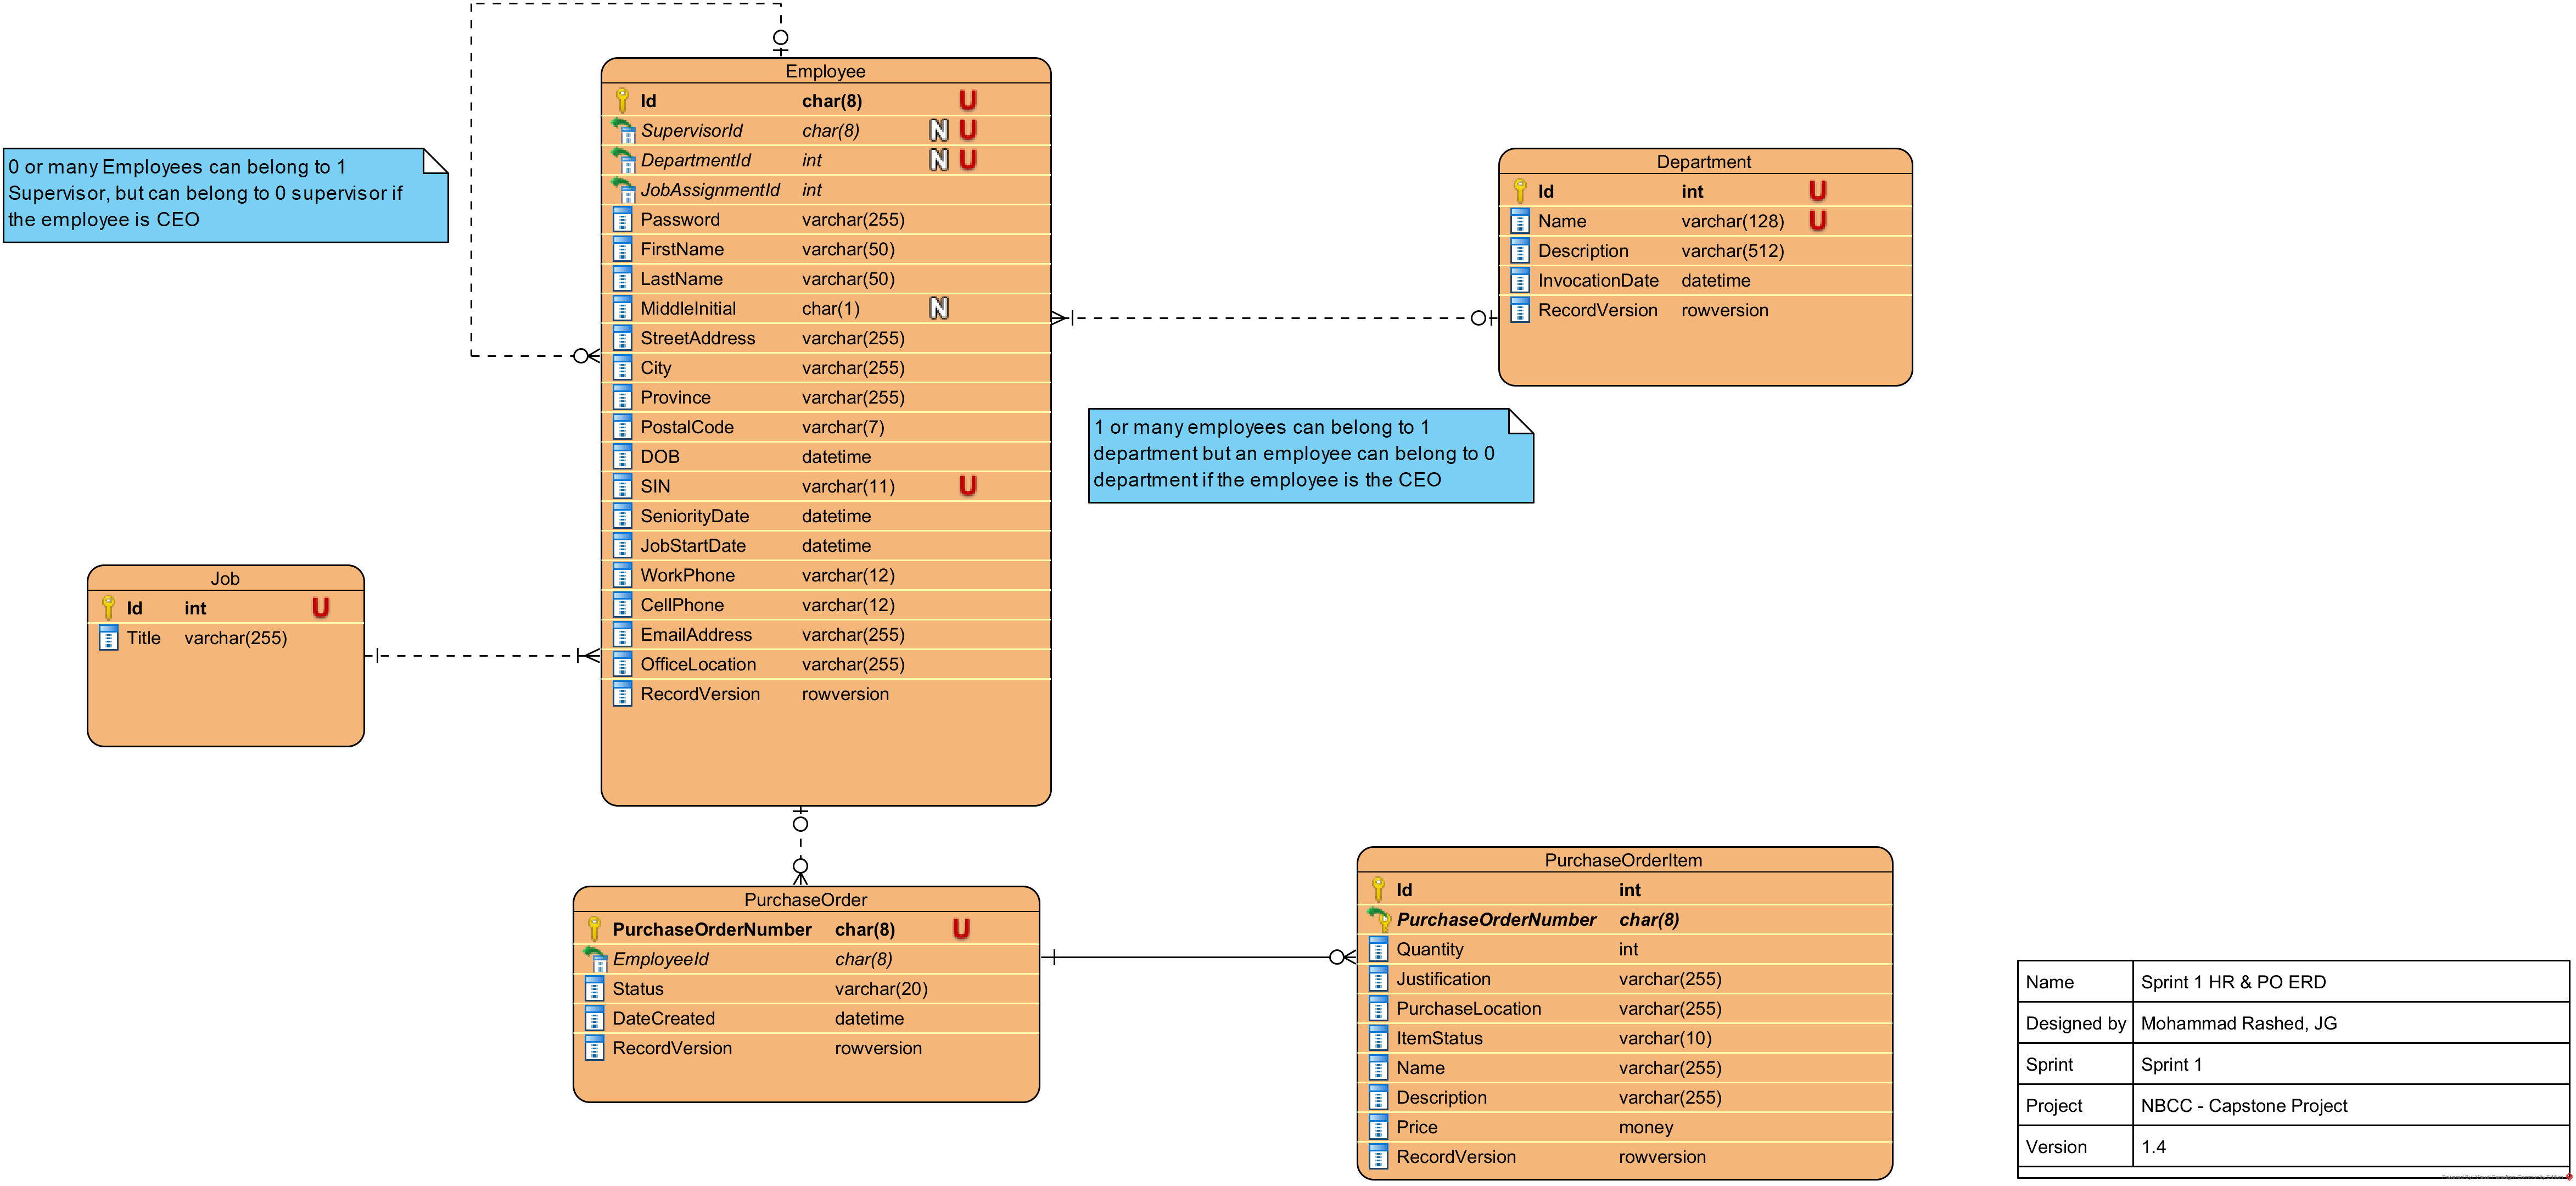 Employee
Id char(8) U
SupervisorId char(8) N U
DepartmentId int N U
JobAssignmentId int
Password varchar(255)
FirstName varchar(50)
LastName varchar(50)
MiddleInitial char(1) N
StreetAddress varchar(255)
City varchar(255)
Province varchar(255)
PostalCode varchar(7)
DOB datetime
SIN varchar(11) U
SeniorityDate datetime
JobStartDate datetime
WorkPhone varchar(12)
CellPhone varchar(12)
EmailAddress varchar(255)
OfficeLocation varchar(255)
RecordVersion rowversion
0 or many Employees can belong to 1
Supervisor, but can belong to 0 supervisor if
the employee is CEO
Department
Id int U
Name varchar(128) U
Description varchar(512)
InvocationDate datetime
RecordVersion rowversion
1 or many employees can belong to 1
department but an employee can belong to 0
department if the employee is the CEO
Job
Id int U
Title varchar(255)
PurchaseOrder
PurchaseOrderNumber char(8) U
EmployeeId char(8)
Status varchar(20)
DateCreated datetime
RecordVersion rowversion
PurchaseOrderItem
Id int
PurchaseOrderNumber char(8)
Quantity int
Justification varchar(255)
PurchaseLocation varchar(255)
ItemStatus varchar(10)
Name varchar(255)
Description varchar(255)
Price money
RecordVersion rowversion
Name Sprint 1 HR & PO ERD
Designed by Mohammad Rashed, JG
Sprint Sprint 1
Project NBCC - Capstone Project
Version 1.4